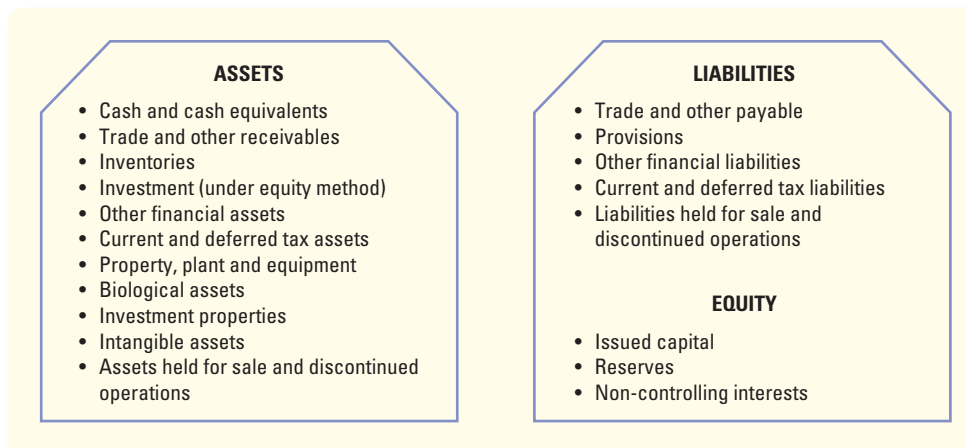 ASSETS
• Cash and cash equivalents
• Trade and other receivables
• Inventories
• Investment (under equity method)
• Other financial assets
• Current and deferred tax assets
• Property, plant and equipment
• Biological assets
• Investment properties
• Intangible assets
• Assets held for sale and discontinued
operations
LIABILITIES
• Trade and other payable
• Provisions
• Other financial liabilities
• Current and deferred tax liabilities
• Liabilities held for sale and
discontinued operations
EQUITY
• Issued capital
• Reserves
• Non-controlling interests